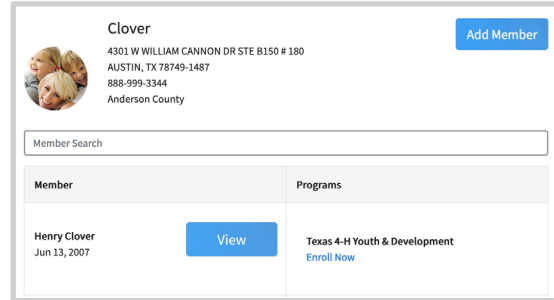 Clover
Add Member
4301 W WILLIAM CANNON DR STE B150 # 180
AUSTIN, TX 78749-1487
888-999-3344
Anderson County
Member Search
Member
Programs
Henry Clover
Jun 13, 2007
View
Texas 4-H Youth & Development
Enroll Now